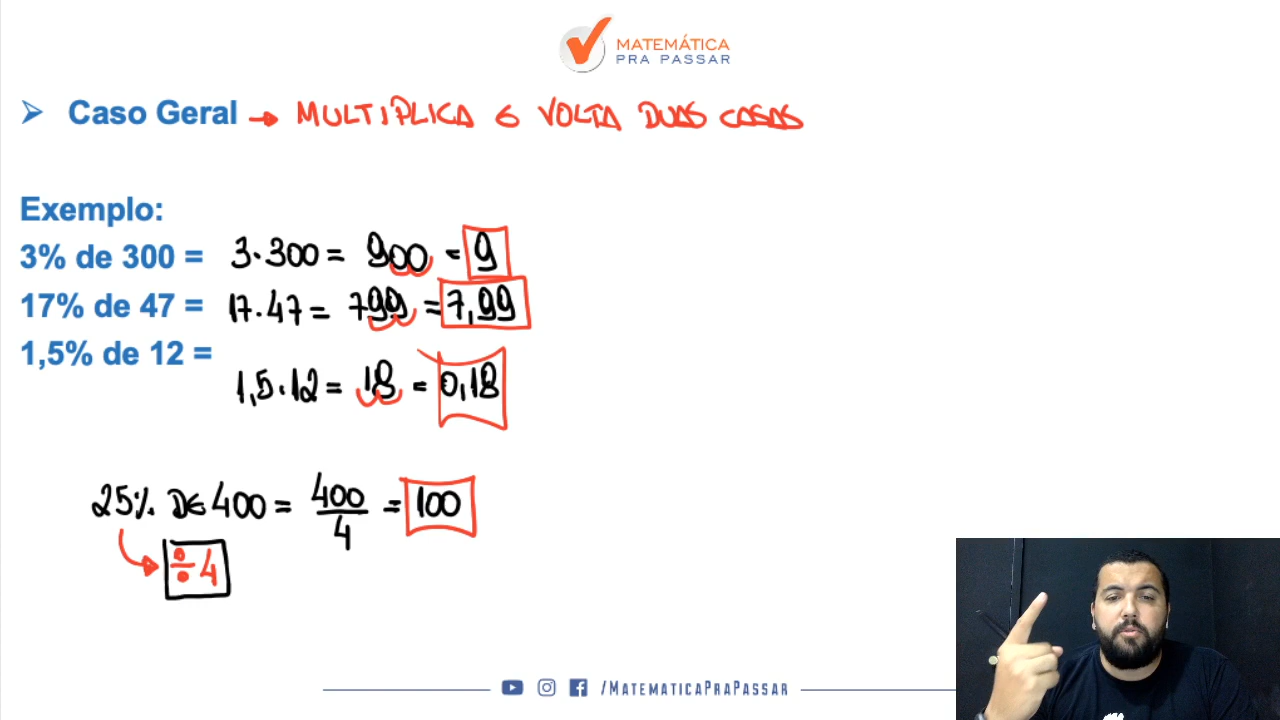 MATEMÁTICA
PRA PASSAR
Caso Geral → MULTIPLICA E VOLTA DUAS CASAS
Exemplo:
3% de 300 = 3·300 = 900 = 9
17% de 47 = 17·47 = 799 = 7,99
1,5% de 12 =
1,5·12 = 18 = 0,18
25% DE 400 = 400/4 = 100
÷4
/MATEMATICAPRAPASSAR